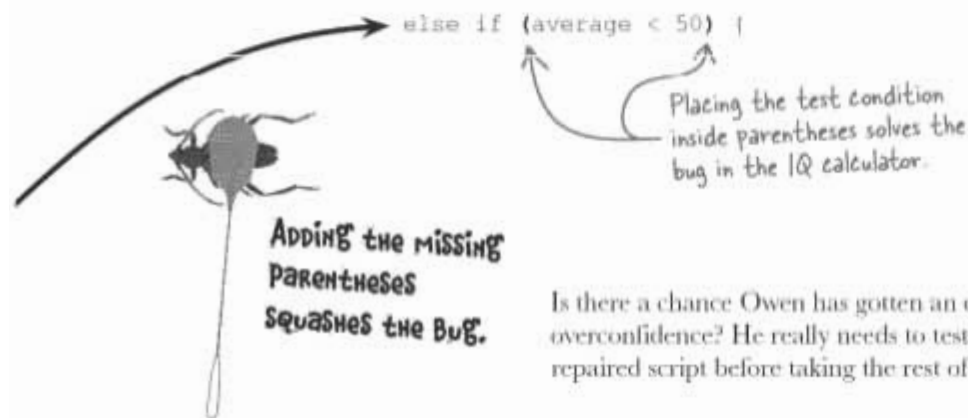 else if (average < 50) {
Placing the test condition
inside parentheses solves the
bug in the IQ calculator.
Adding the missing
parentheses
squashes the bug.
Is there a chance Owen has gotten an
overconfidence? He really needs to test
repaired script before taking the rest of